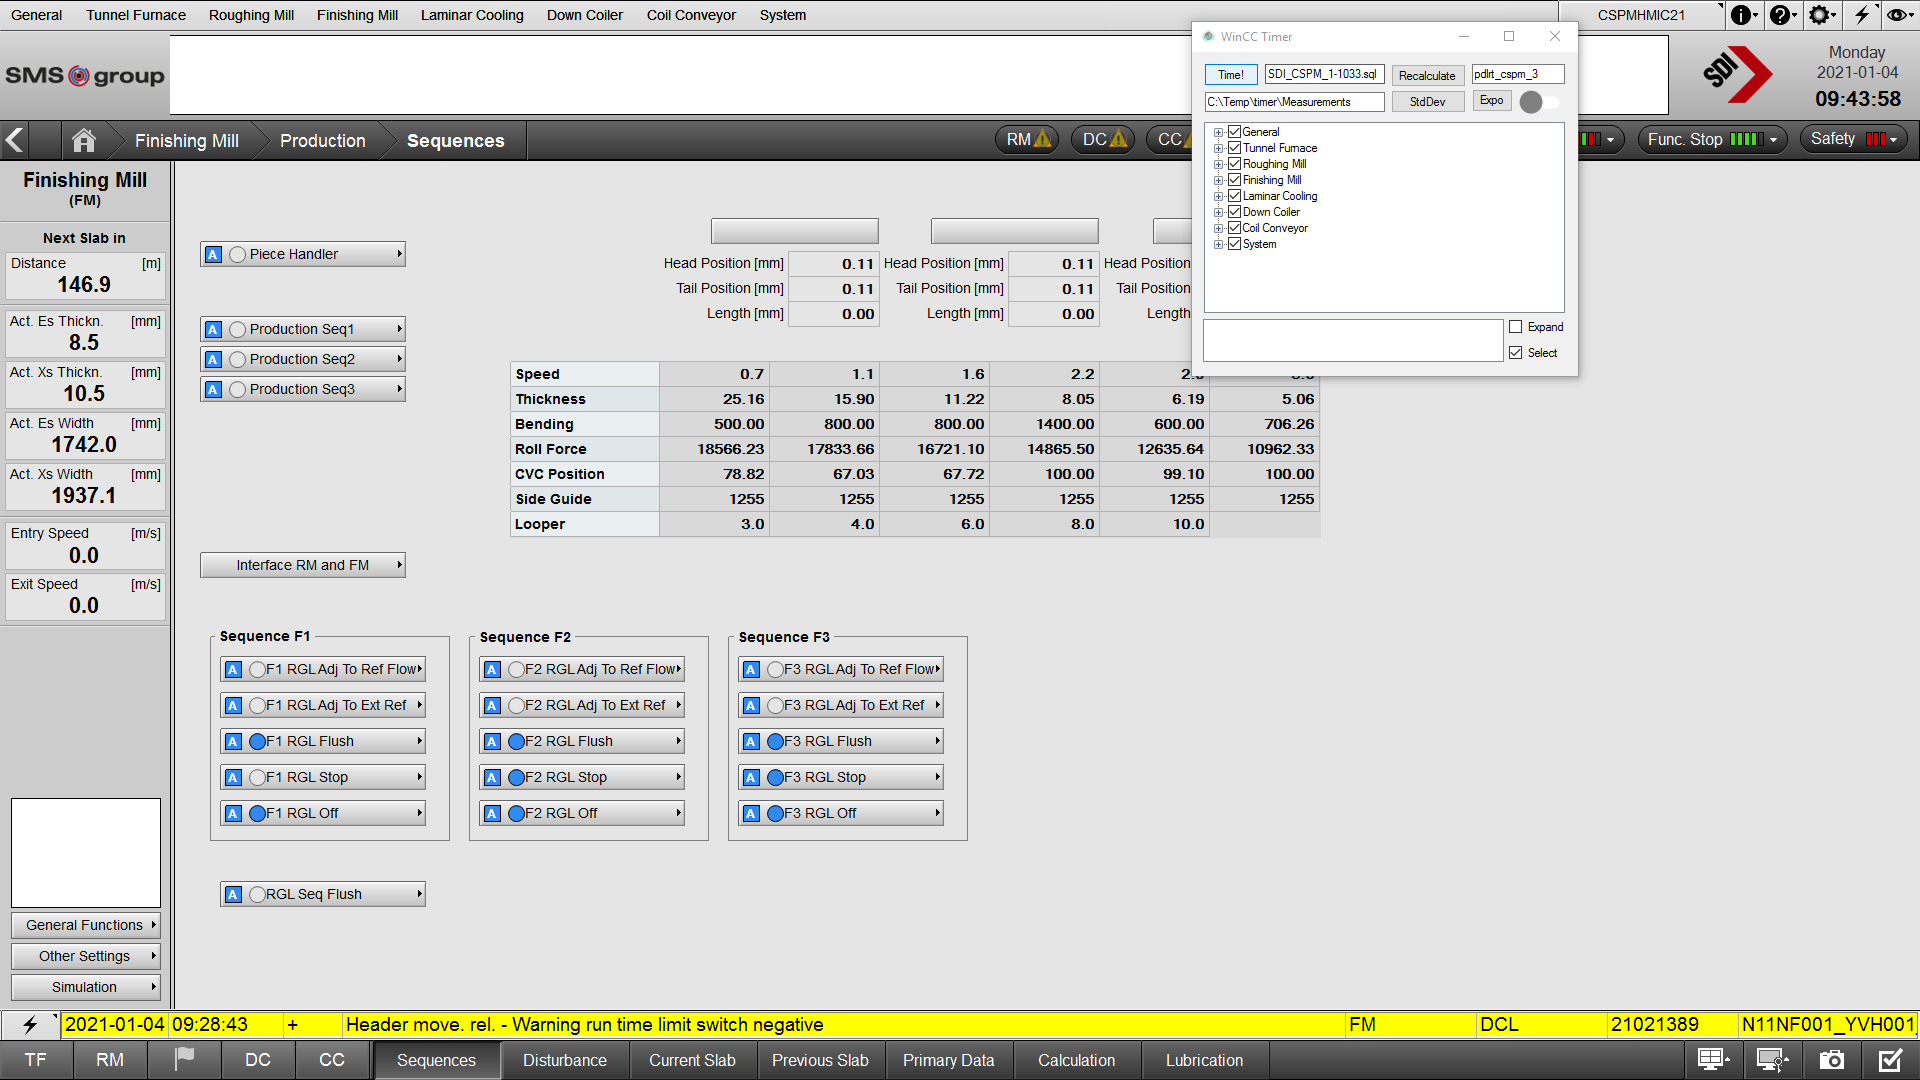 General Tunnel Furnace Roughing Mill Finishing Mill Laminar Cooling Down Coiler Coil Conveyor System CSPMHMIC21
SMS group
SDI
Monday
2021-01-04
09:43:58
Finishing Mill Production Sequences RM DC CC Func. Stop Safety
WinCC Timer
Time! SDI_CSPM_1-1033.sql Recalculate pdlrt_cspm_3
C:\Temp\timer\Measurements StdDev Expo
General
Tunnel Furnace
Roughing Mill
Finishing Mill
Laminar Cooling
Down Coiler
Coil Conveyor
System
Expand
Select
Finishing Mill
(FM)
Next Slab in
Distance [m]
146.9
Act. Es Thickn. [mm]
8.5
Act. Xs Thickn. [mm]
10.5
Act. Es Width [mm]
1742.0
Act. Xs Width [mm]
1937.1
Entry Speed [m/s]
0.0
Exit Speed [m/s]
0.0
General Functions
Other Settings
Simulation
A Piece Handler
A Production Seq1
A Production Seq2
A Production Seq3
Interface RM and FM
Head Position [mm] 0.11 Head Position [mm] 0.11 Head Position
Tail Position [mm] 0.11 Tail Position [mm] 0.11 Tail Position
Length [mm] 0.00 Length [mm] 0.00 Length
Speed 0.7 1.1 1.6 2.2
Thickness 25.16 15.90 11.22 8.05 6.19 5.06
Bending 500.00 800.00 800.00 1400.00 600.00 706.26
Roll Force 18566.23 17833.66 16721.10 14865.50 12635.64 10962.33
CVC Position 78.82 67.03 67.72 100.00 99.10 100.00
Side Guide 1255 1255 1255 1255 1255 1255
Looper 3.0 4.0 6.0 8.0 10.0
Sequence F1
A F1 RGL Adj To Ref Flow
A F1 RGL Adj To Ext Ref
A F1 RGL Flush
A F1 RGL Stop
A F1 RGL Off
Sequence F2
A F2 RGL Adj To Ref Flow
A F2 RGL Adj To Ext Ref
A F2 RGL Flush
A F2 RGL Stop
A F2 RGL Off
Sequence F3
A F3 RGL Adj To Ref Flow
A F3 RGL Adj To Ext Ref
A F3 RGL Flush
A F3 RGL Stop
A F3 RGL Off
A RGL Seq Flush
2021-01-04 09:28:43 + Header move. rel. - Warning run time limit switch negative FM DCL 21021389 N11NF001_YVH001
TF RM DC CC Sequences Disturbance Current Slab Previous Slab Primary Data Calculation Lubrication